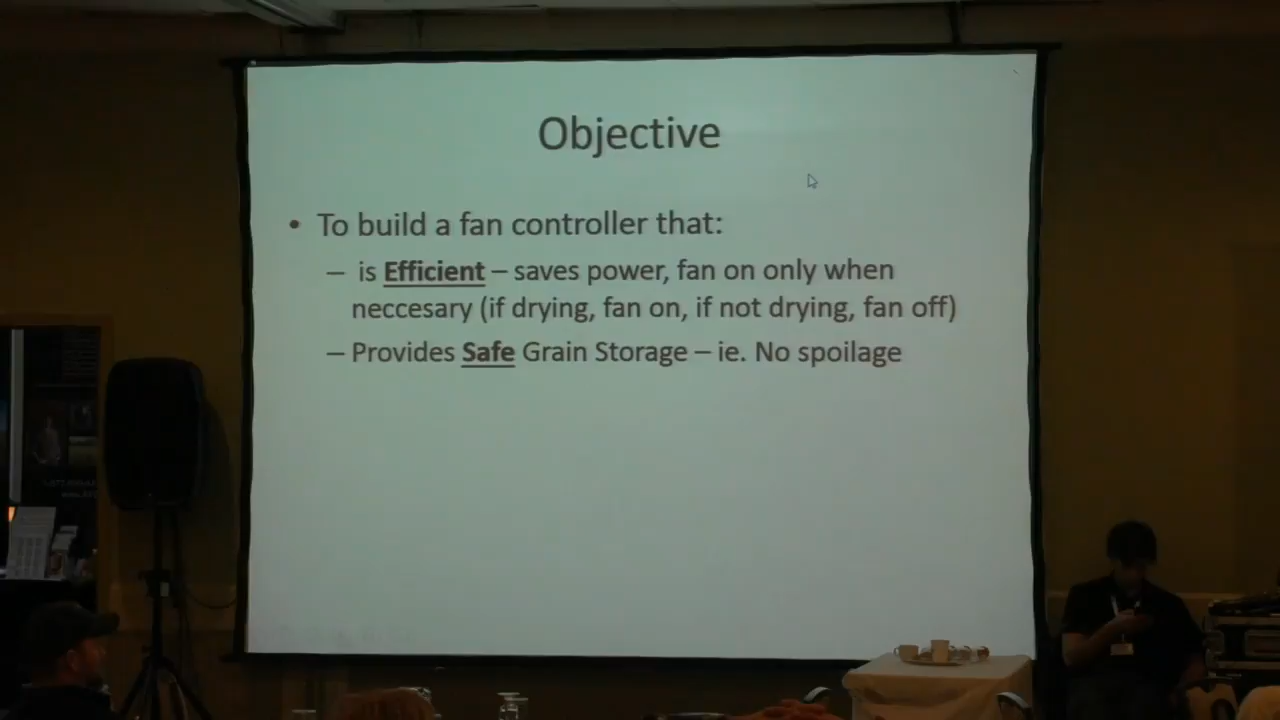 Objective
• To build a fan controller that:
– is Efficient – saves power, fan on only when
neccesary (if drying, fan on, if not drying, fan off)
– Provides Safe Grain Storage – ie. No spoilage